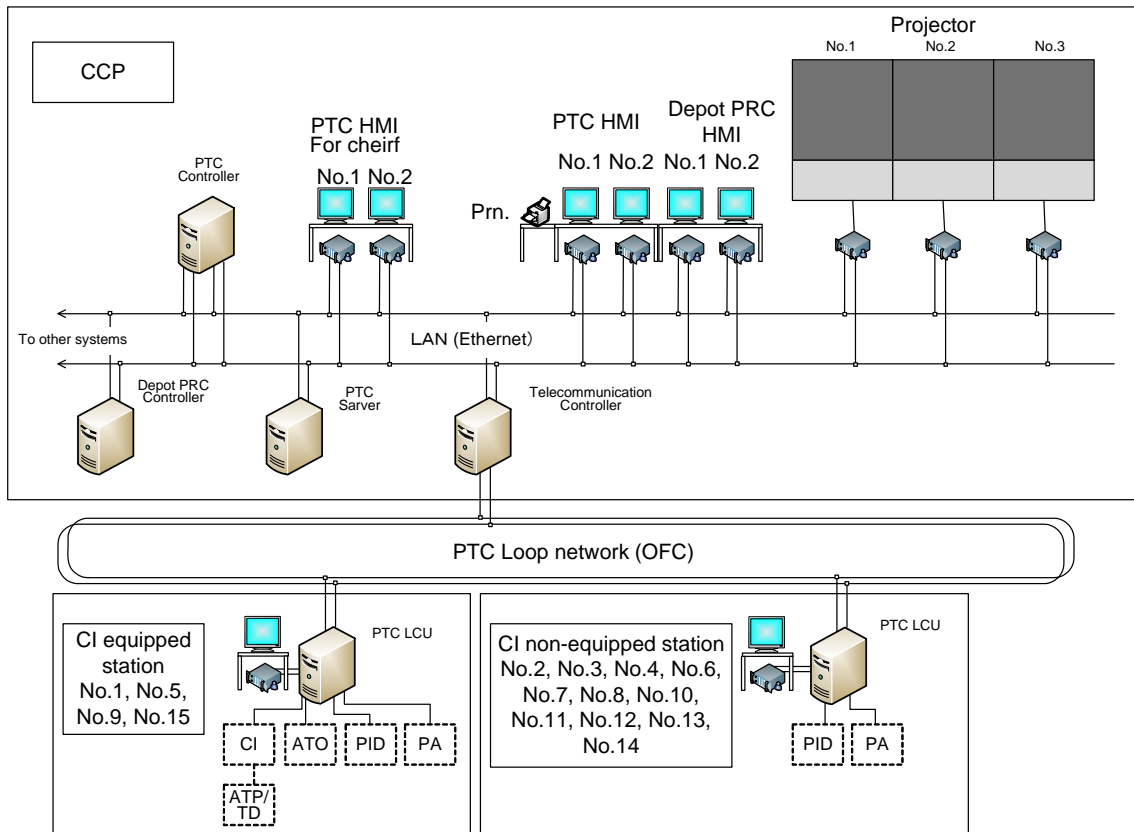 CCP
Projector
No.1
No.2
No.3
PTC HMI
For cheirf
No.1 No.2
PTC HMI
No.1 No.2
Depot PRC
HMI
No.1 No.2
PTC
Controller
Prn.
To other systems
LAN (Ethernet)
Depot PRC
Controller
PTC
Sarver
Telecommunication
Controller
PTC Loop network (OFC)
CI equipped
station
No.1, No.5,
No.9, No.15
PTC LCU
CI
ATO
PID
PA
ATP/
TD
CI non-equipped station
No.2, No.3, No.4, No.6,
No.7, No.8, No.10,
No.11, No.12, No.13,
No.14
PTC LCU
PID
PA